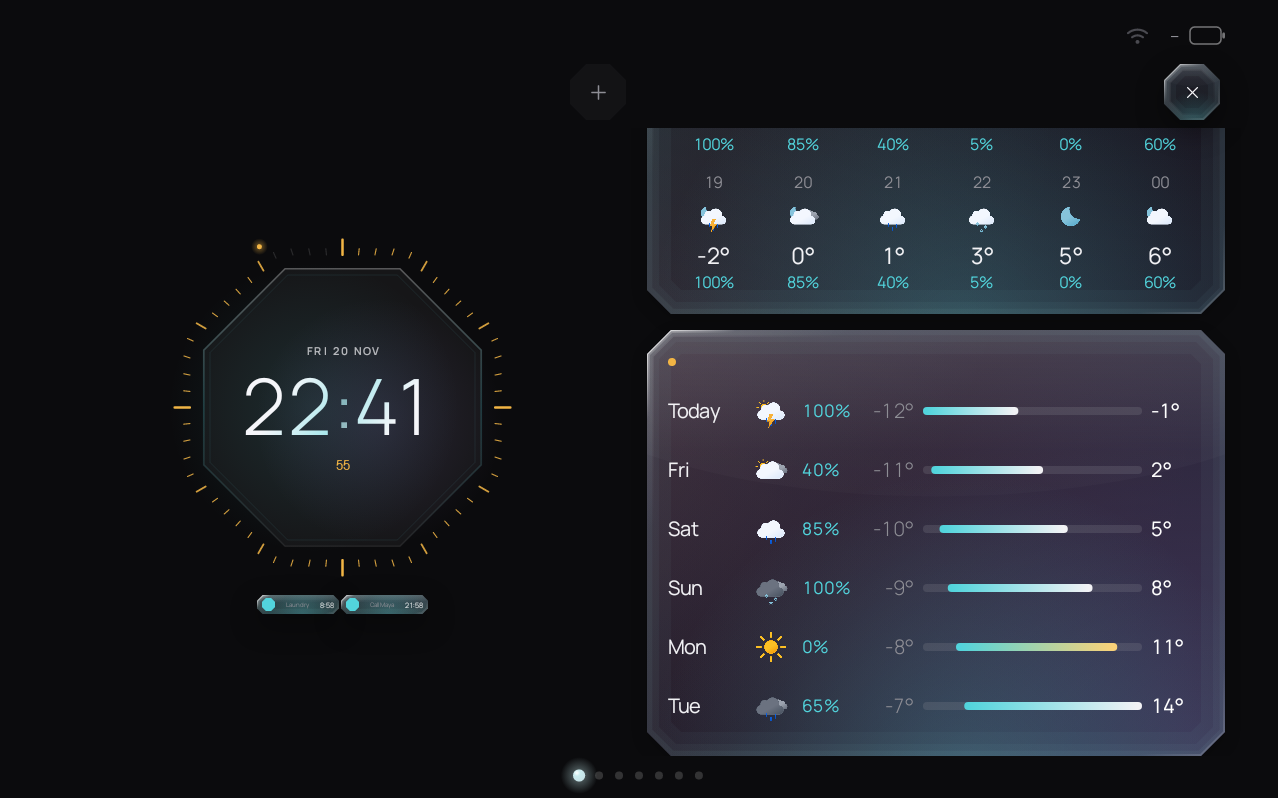 FRI 20 NOV
22:41
55
Laundry 8:58
Call Maya 21:58
100% 85% 40% 5% 0% 60%
19 20 21 22 23 00
-2° 0° 1° 3° 5° 6°
100% 85% 40% 5% 0% 60%
Today 100% -12° -1°
Fri 40% -11° 2°
Sat 85% -10° 5°
Sun 100% -9° 8°
Mon 0% -8° 11°
Tue 65% -7° 14°